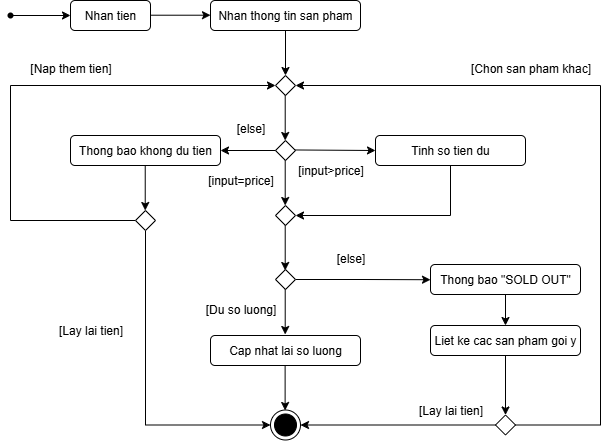 Nhan tien
Nhan thong tin san pham
[Nap them tien]
[Chon san pham khac]
[else]
Thong bao khong du tien
Tinh so tien du
[input=price]
[input>price]
[else]
Thong bao "SOLD OUT"
[Du so luong]
[Lay lai tien]
Cap nhat lai so luong
Liet ke cac san pham goi y
[Lay lai tien]